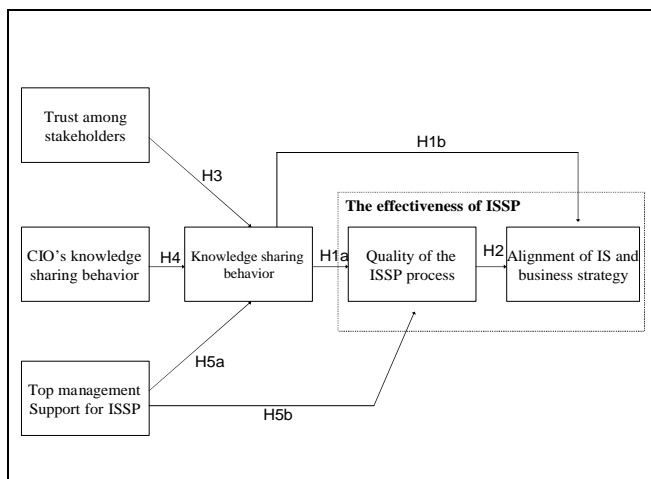 Trust among
stakeholders
H3
H1b
The effectiveness of ISSP
CIO's knowledge
sharing behavior
H4
Knowledge sharing
behavior
H1a
Quality of the
ISSP process
H2
Alignment of IS and
business strategy
H5a
Top management
Support for ISSP
H5b